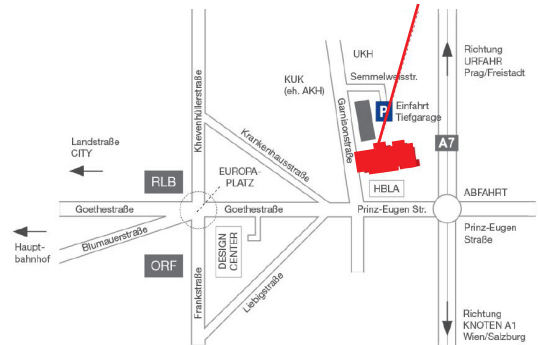 UKH
Semmelweisstr.
KUK
(eh. AKH)
Garnisonstraße
P
Einfahrt
Tiefgarage
Richtung
URFAHR
Prag/Freistadt
A7
Khevenhüllerstraße
Krankenhausstraße
Landstraße
CITY
RLB
EUROPA-
PLATZ
HBLA
ABFAHRT
Goethestraße
Goethestraße
Prinz-Eugen Str.
Prinz-Eugen
Straße
Haupt-
bahnhof
Blumauerstraße
ORF
DESIGN
CENTER
Frankstraße
Liebigstraße
Richtung
KNOTEN A1
Wien/Salzburg